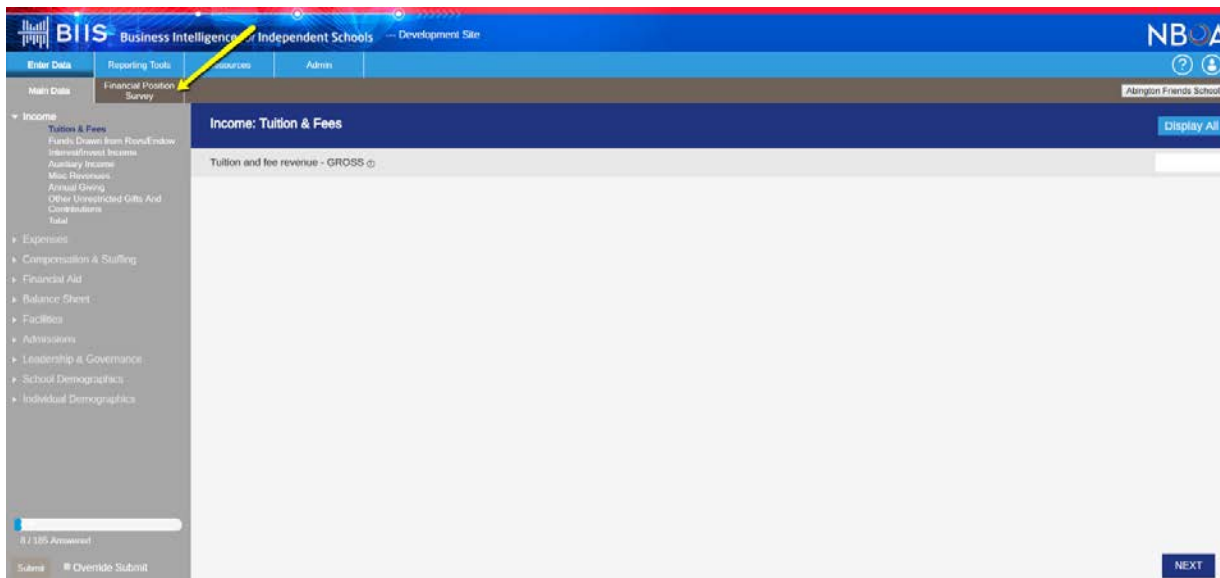 BIIS Business Intelligence for Independent Schools — Development Site
NBOA
Enter Data Reporting Tools Resources Admin
Main Data Financial Position Survey
Abington Friends School
Income
Tuition & Fees
Funds Drawn from Rsrv/Endow
Interest/Invest Income
Auxiliary Income
Misc Revenues
Annual Giving
Other Unrestricted Gifts And
Contributions
Total
Expenses
Compensation & Staffing
Financial Aid
Balance Sheet
Facilities
Admissions
Leadership & Governance
School Demographics
Individual Demographics
8 / 185 Answered
Submit Override Submit
Income: Tuition & Fees
Display All
Tuition and fee revenue - GROSS
NEXT